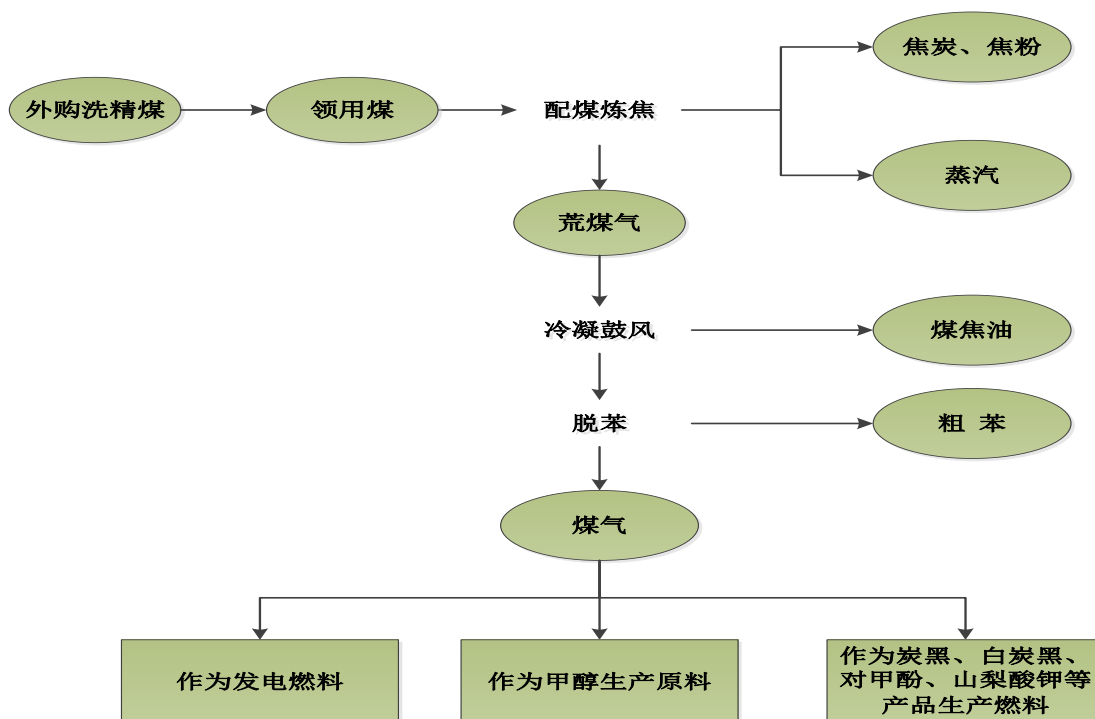 焦炭、焦粉
外购洗精煤
领用煤
配煤炼焦
蒸汽
荒煤气
冷凝鼓风
煤焦油
脱苯
粗 苯
煤气
作为发电燃料
作为甲醇生产原料
作为炭黑、白炭黑、
对甲酚、山梨酸钾等
产品生产燃料